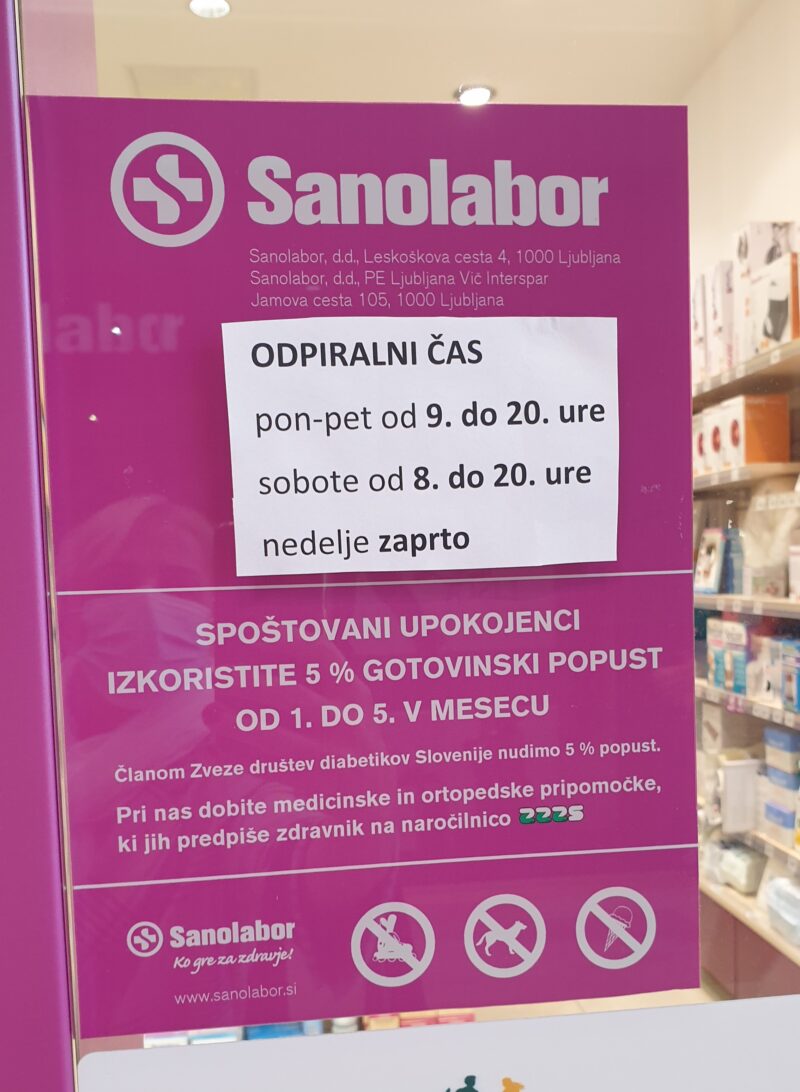 Sanolabor
Sanolabor, d.d., Leskoškova cesta 4, 1000 Ljubljana
Sanolabor, d.d., PE Ljubljana Vič Interspar
Jamova cesta 105, 1000 Ljubljana
ODPIRALNI ČAS
pon-pet od 9. do 20. ure
sobote od 8. do 20. ure
nedelje zaprto
SPOŠTOVANI UPOKOJENCI
IZKORISTITE 5 % GOTOVINSKI POPUST
OD 1. DO 5. V MESECU
Članom Zveze društev diabetikov Slovenije nudimo 5 % popust.
Pri nas dobite medicinske in ortopedske pripomočke,
ki jih predpiše zdravnik na naročilnico ZZZS
Sanolabor
Ko gre za zdravje!
www.sanolabor.si